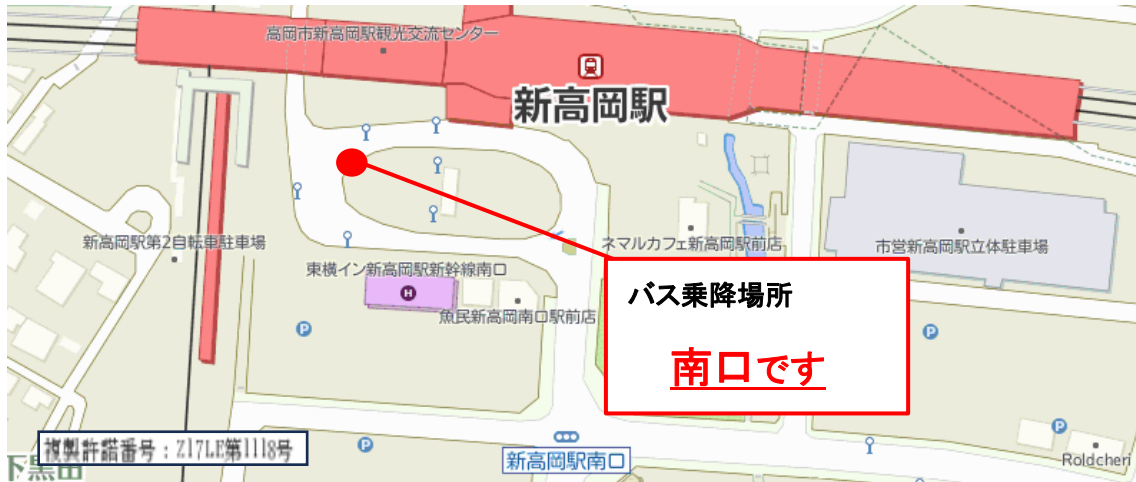 高岡市新高岡駅観光交流センター
新高岡駅
新高岡駅第2自転車駐車場
ネマルカフェ新高岡駅前店
市営新高岡駅立体駐車場
東横イン新高岡駅新幹線南口
H
魚民新高岡南口駅前店
バス乗降場所
南口です
P
P
P
P
複製許諾番号：Z17LE第1118号
下黒田
新高岡駅南口
Roldcheri